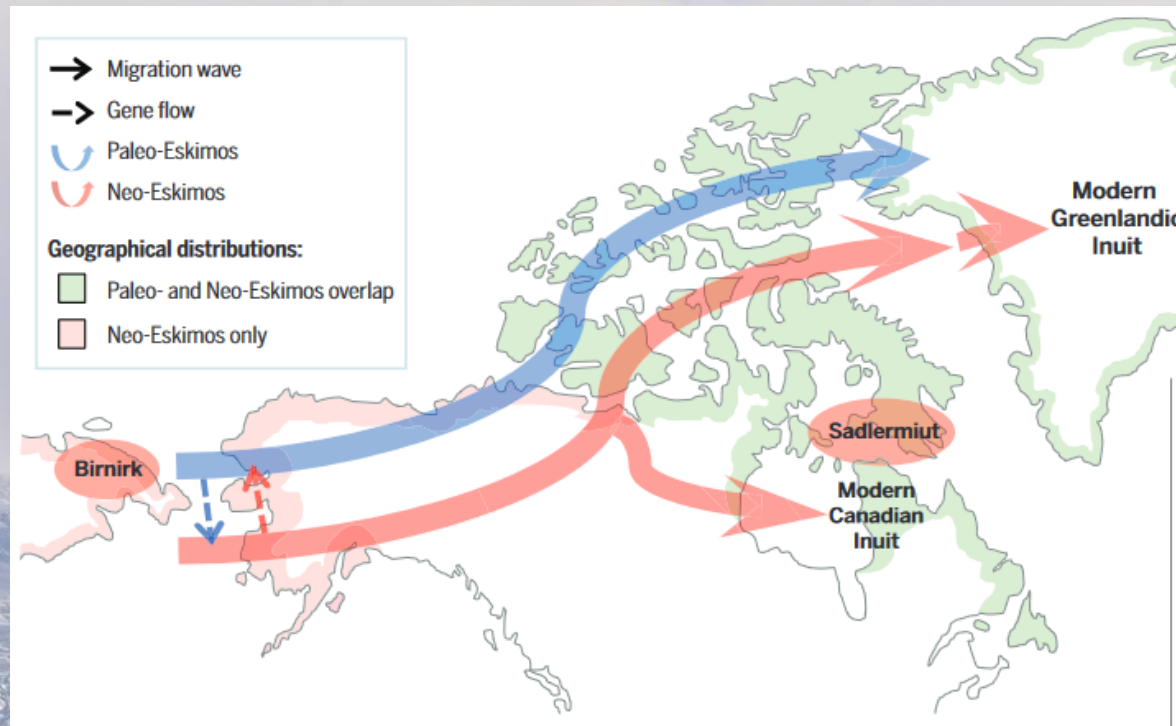 Migration wave
Gene flow
Paleo-Eskimos
Neo-Eskimos
Geographical distributions:
Paleo- and Neo-Eskimos overlap
Neo-Eskimos only
Modern
Greenlandic
Inuit
Birnirk
Sadlermiut
Modern
Canadian
Inuit